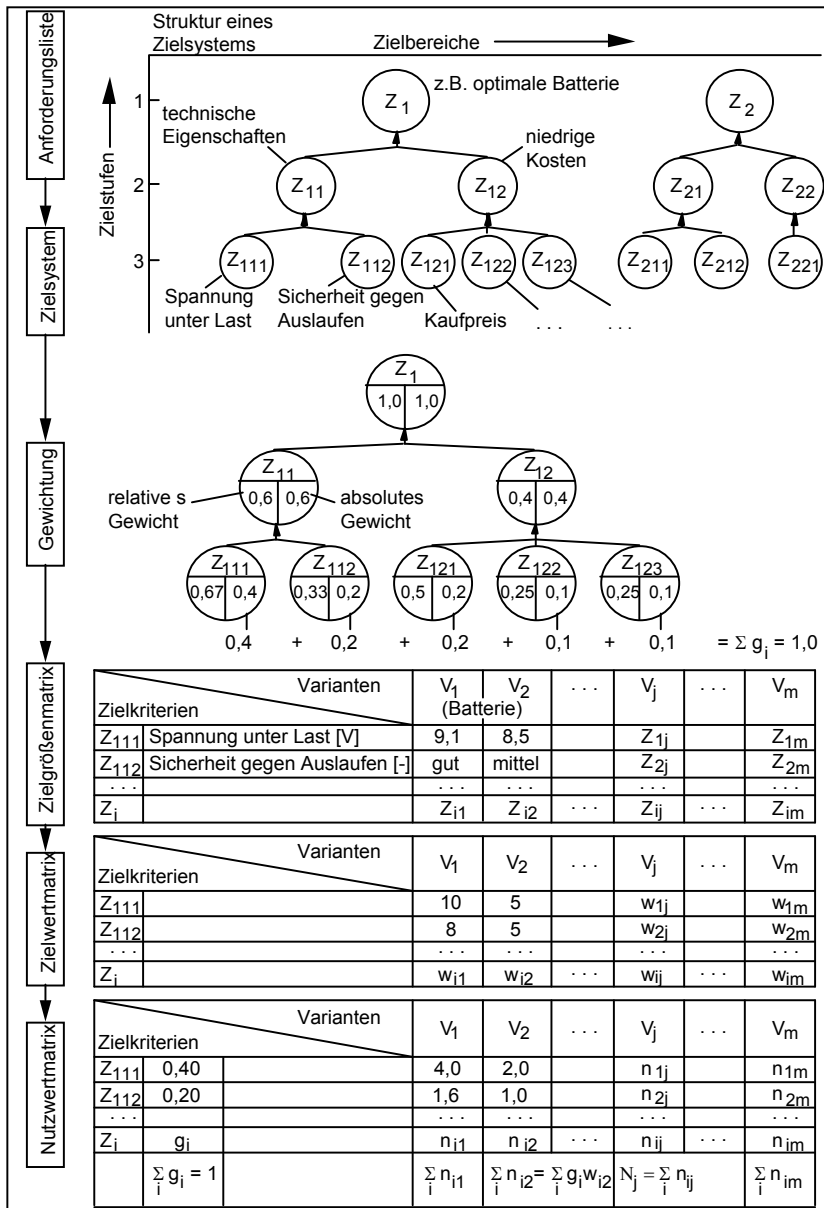 Anforderungsliste
Zielsystem
Gewichtung
Zielgrößenmatrix
Zielwertmatrix
Nutzwertmatrix
Struktur eines
Zielsystems
Zielbereiche
Zielstufen
1
Z1
z.B. optimale Batterie
Z2
technische
Eigenschaften
niedrige
Kosten
2
Z11
Z12
Z21
Z22
3
Z111
Z112
Z121
Z122
Z123
Z211
Z212
Z221
Spannung
unter Last
Sicherheit gegen
Auslaufen
Kaufpreis
. . . . . .
Z1
1,0 1,0
Z11
0,6 0,6
Z12
0,4 0,4
relative s
Gewicht
absolutes
Gewicht
Z111
0,67 0,4
Z112
0,33 0,2
Z121
0,5 0,2
Z122
0,25 0,1
Z123
0,25 0,1
0,4 + 0,2 + 0,2 + 0,1 + 0,1 = Σ gi = 1,0
Varianten
Zielkriterien
V1 V2 . . . Vj . . . Vm
(Batterie)
Z111 Spannung unter Last [V] 9,1 8,5 Z1j Z1m
Z112 Sicherheit gegen Auslaufen [-] gut mittel Z2j Z2m
. . . . . . . . . . . . . . .
Zi Zi1 Zi2 . . . Zij . . . Zim
Varianten
Zielkriterien
V1 V2 . . . Vj . . . Vm
Z111 10 5 w1j w1m
Z112 8 5 w2j w2m
. . . . . . . . . . . . . . .
Zi wi1 wi2 . . . wij . . . wim
Varianten
Zielkriterien
V1 V2 . . . Vj . . . Vm
Z111 0,40 4,0 2,0 n1j n1m
Z112 0,20 1,6 1,0 n2j n2m
. . . . . . . . . . . . . . .
Zi gi ni1 ni2 . . . nij . . . nim
Σi gi = 1 Σi ni1 Σi ni2 = Σi giwi2 Nj = Σi nij Σi nim